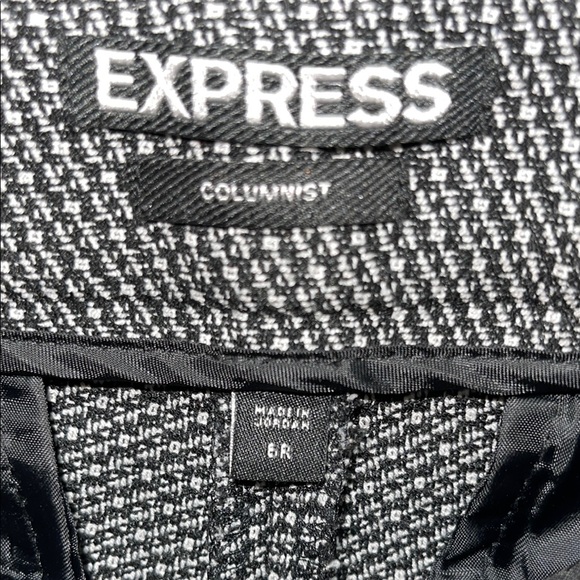 EXPRESS
COLUMNIST
MADE IN
JORDAN
6R